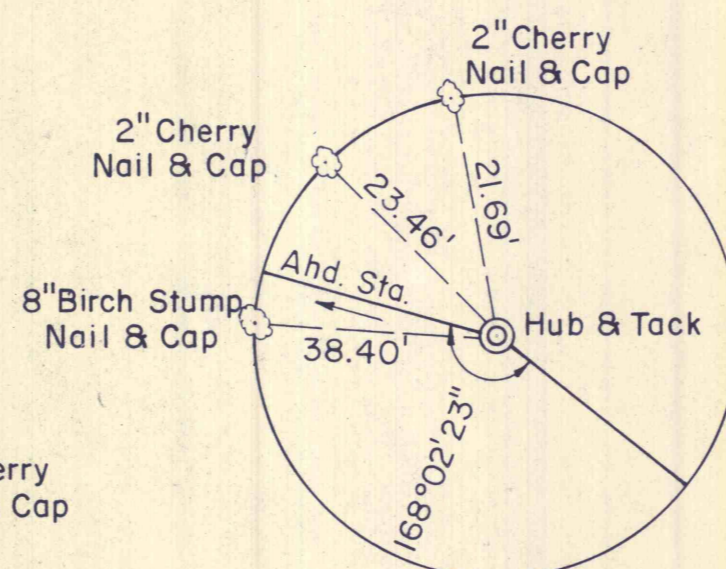 2" Cherry
Nail & Cap
2" Cherry
Nail & Cap
23.46'
21.69'
Ahd. Sta.
8" Birch Stump
Nail & Cap
38.40'
Hub & Tack
168°02'23"
Cap